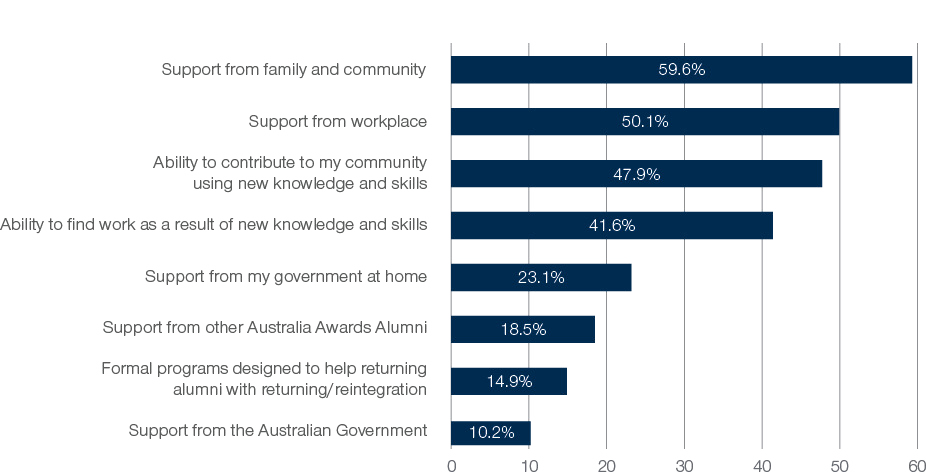 Support from family and community
59.6%
Support from workplace
50.1%
Ability to contribute to my community
using new knowledge and skills
47.9%
Ability to find work as a result of new knowledge and skills
41.6%
Support from my government at home
23.1%
Support from other Australia Awards Alumni
18.5%
Formal programs designed to help returning
alumni with returning/reintegration
14.9%
Support from the Australian Government
10.2%
0 10 20 30 40 50 60